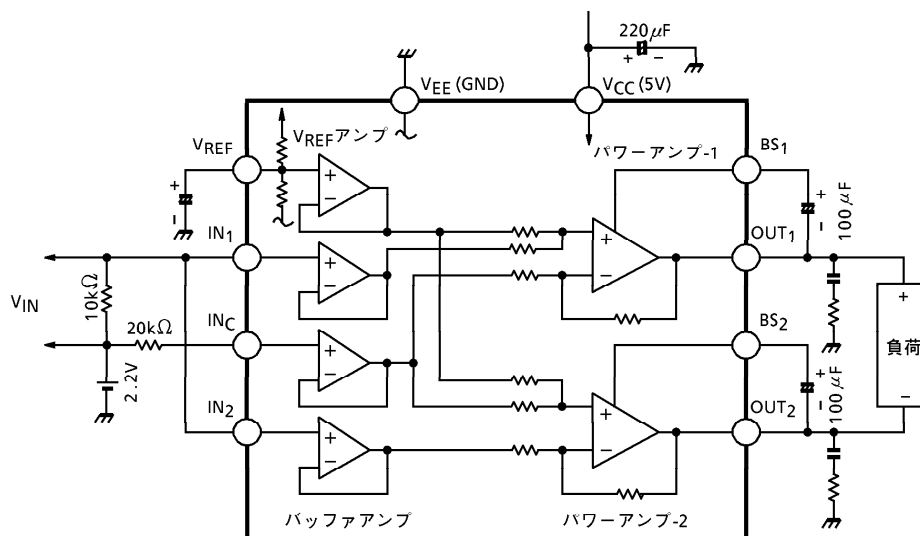 220μF
+ −
VEE (GND)
VCC (5V)
VREF
VREFアンプ
パワーアンプ-1
BS1
+
−
+
−
+
−
100μF
IN1
OUT1
+
−
+
−
VIN
10kΩ
20kΩ
INC
BS2
+
負荷
−
2.2V
+
−
+
−
100μF
IN2
OUT2
+
−
+
−
バッファアンプ
パワーアンプ-2